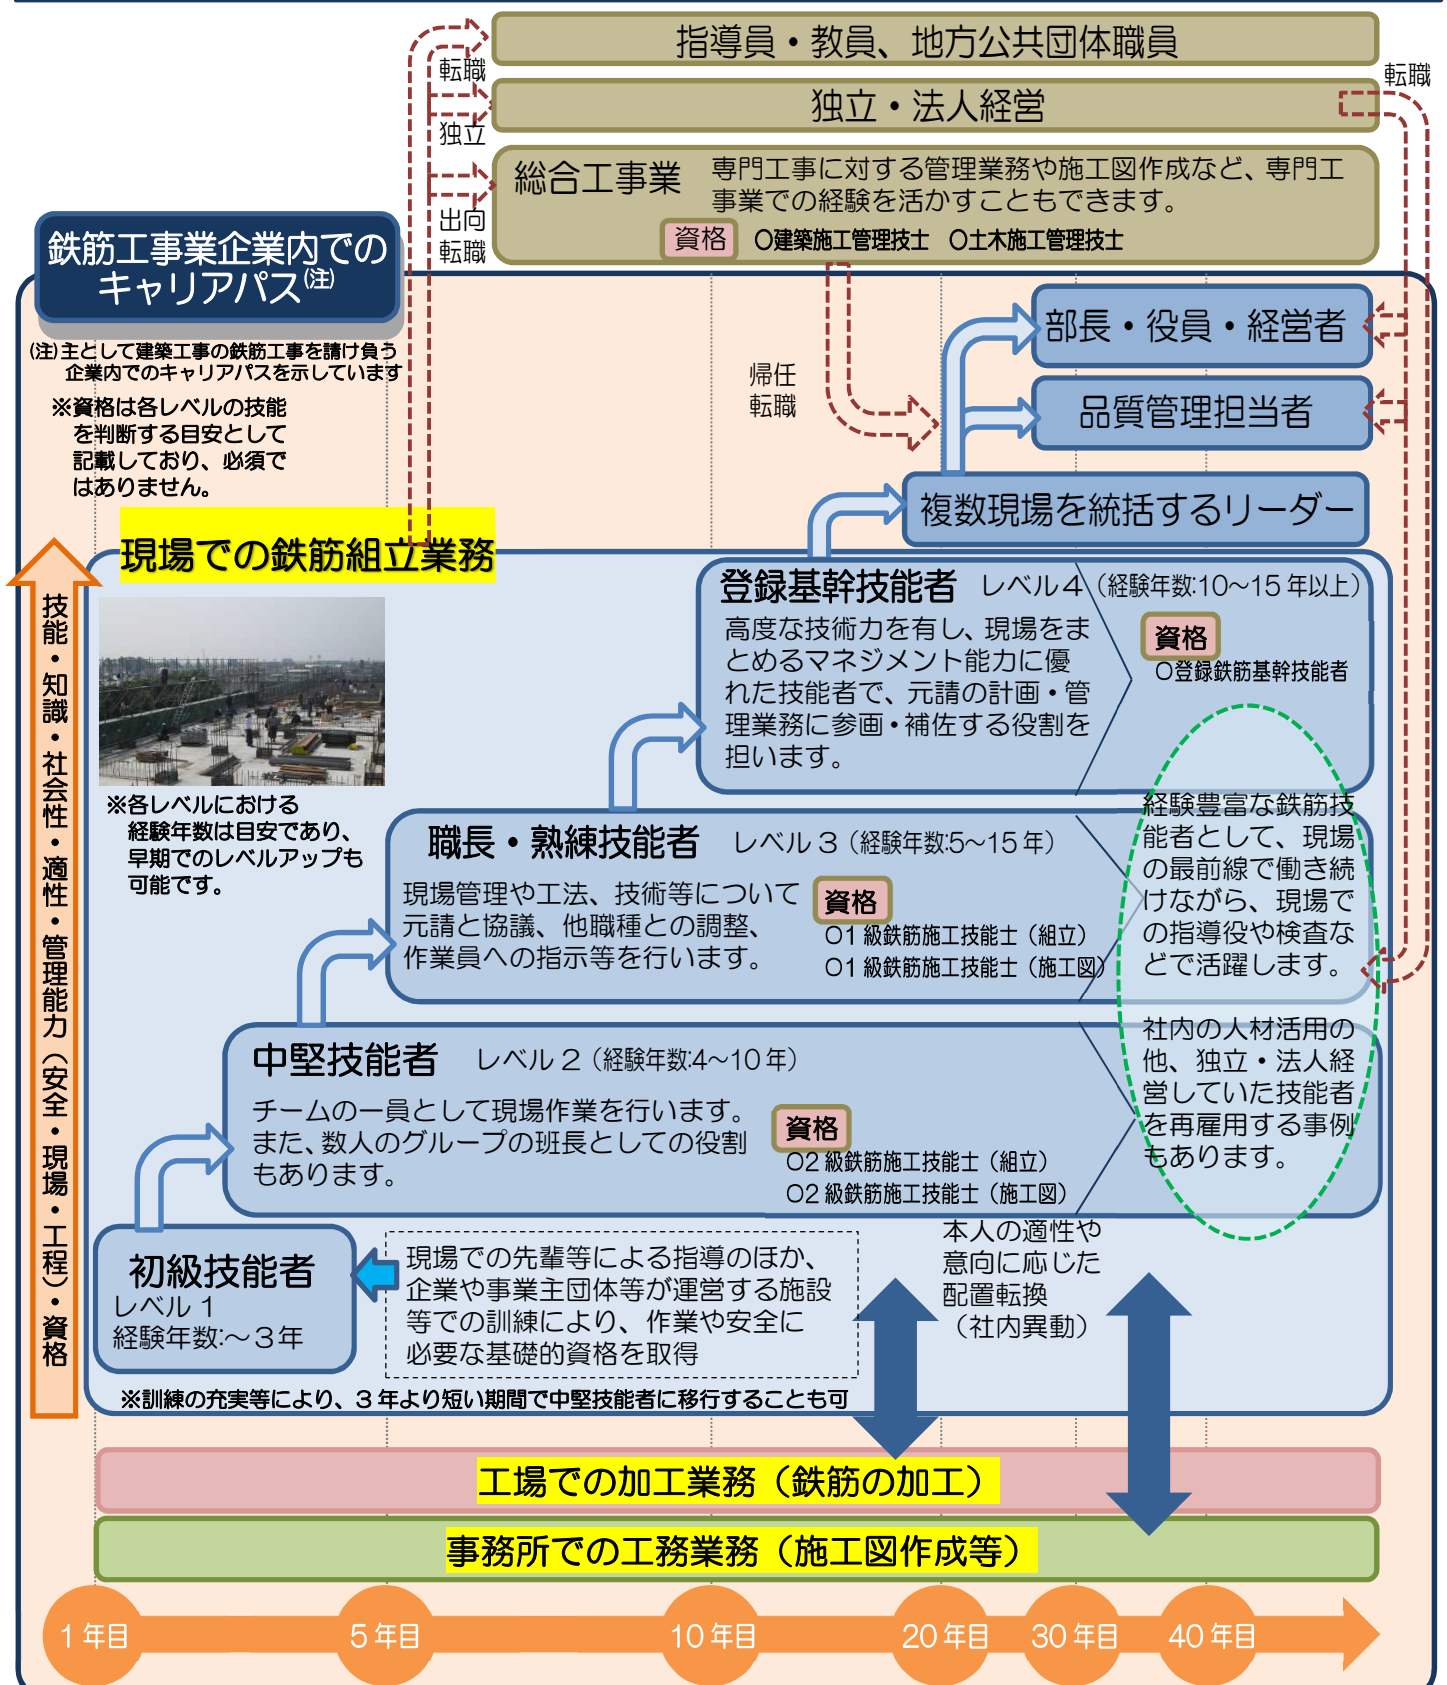 指導員・教員、地方公共団体職員
転職
独立・法人経営
転職
独立
総合工事業
専門工事に対する管理業務や施工図作成など、専門工
事業での経験を活かすこともできます。
出向
転職
資格
〇建築施工管理技士 〇土木施工管理技士
鉄筋工事業企業内での
キャリアパス(注)
(注)主として建築工事の鉄筋工事を請け負う
企業内でのキャリアパスを示しています
※資格は各レベルの技能
を判断する目安として
記載しており、必須で
はありません。
部長・役員・経営者
帰任
転職
品質管理担当者
複数現場を統括するリーダー
現場での鉄筋組立業務
技能・知識・社会性・適性・管理能力（安全・現場・工程）・資格
登録基幹技能者 レベル４（経験年数:10～15年以上）
高度な技術力を有し、現場をま
とめるマネジメント能力に優
れた技能者で、元請の計画・管
理業務に参画・補佐する役割を
担います。
資格
〇登録鉄筋基幹技能者
※各レベルにおける
経験年数は目安であり、
早期でのレベルアップも
可能です。
職長・熟練技能者 レベル３（経験年数:5～15年）
現場管理や工法、技術等について
元請と協議、他職種との調整、
作業員への指示等を行います。
資格
〇1級鉄筋施工技能士（組立）
〇1級鉄筋施工技能士（施工図）
経験豊富な鉄筋技
能者として、現場
の最前線で働き続
けながら、現場で
の指導役や検査な
どで活躍します。
社内の人材活用の
他、独立・法人経
営していた技能者
を再雇用する事例
もあります。
中堅技能者 レベル２（経験年数:4～10年）
チームの一員として現場作業を行います。
また、数人のグループの班長としての役割
もあります。
資格
〇2級鉄筋施工技能士（組立）
〇2級鉄筋施工技能士（施工図）
初級技能者
レベル１
経験年数:～３年
現場での先輩等による指導のほか、
企業や事業主団体等が運営する施設
等での訓練により、作業や安全に
必要な基礎的資格を取得
本人の適性や
意向に応じた
配置転換
（社内異動）
※訓練の充実等により、３年より短い期間で中堅技能者に移行することも可
工場での加工業務（鉄筋の加工）
事務所での工務業務（施工図作成等）
1年目 5年目 10年目 20年目 30年目 40年目